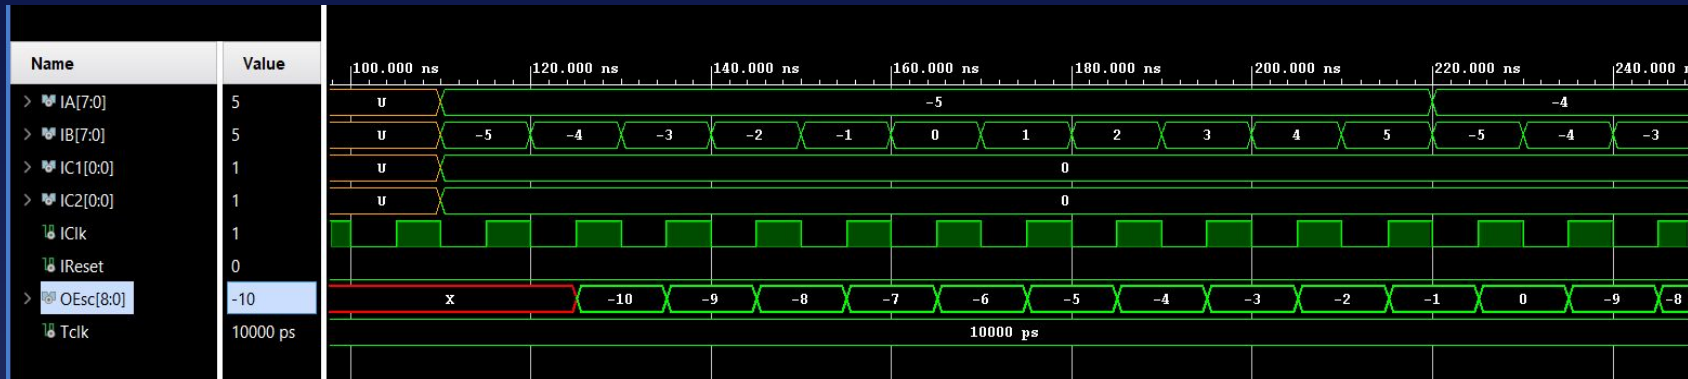 Name Value 100.000 ns 120.000 ns 140.000 ns 160.000 ns 180.000 ns 200.000 ns 220.000 ns 240.000
IA[7:0] 5 U -5 -4
IB[7:0] 5 U -5 -4 -3 -2 -1 0 1 2 3 4 5 -5 -4 -3
IC1[0:0] 1 U 0
IC2[0:0] 1 U 0
IClk 1
IReset 0
OEsc[8:0] -10 X -10 -9 -8 -7 -6 -5 -4 -3 -2 -1 0 -9 -8
Tclk 10000 ps 10000 ps